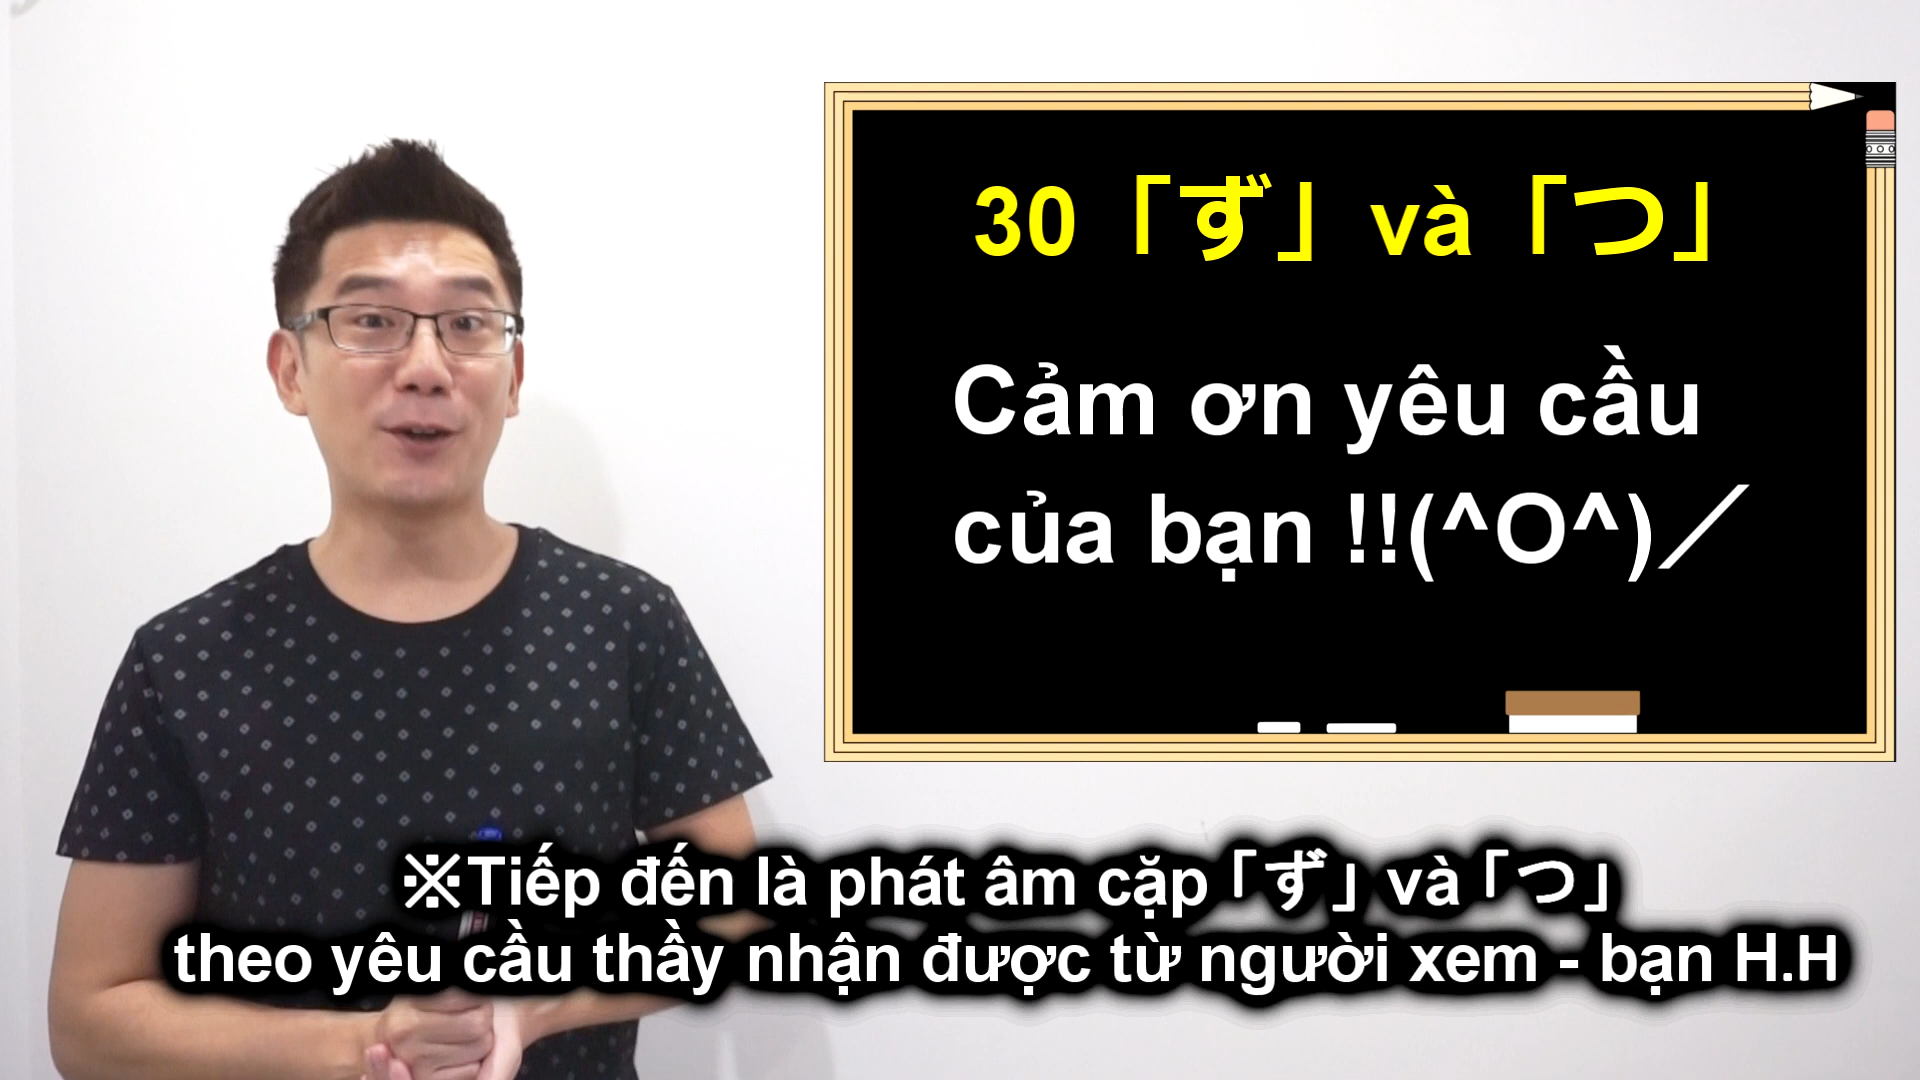 30「ず」và「つ」
Cảm ơn yêu cầu
của bạn !!(^O^)／
※Tiếp đến là phát âm cặp「ず」và「つ」
theo yêu cầu thầy nhận được từ người xem - bạn H.H